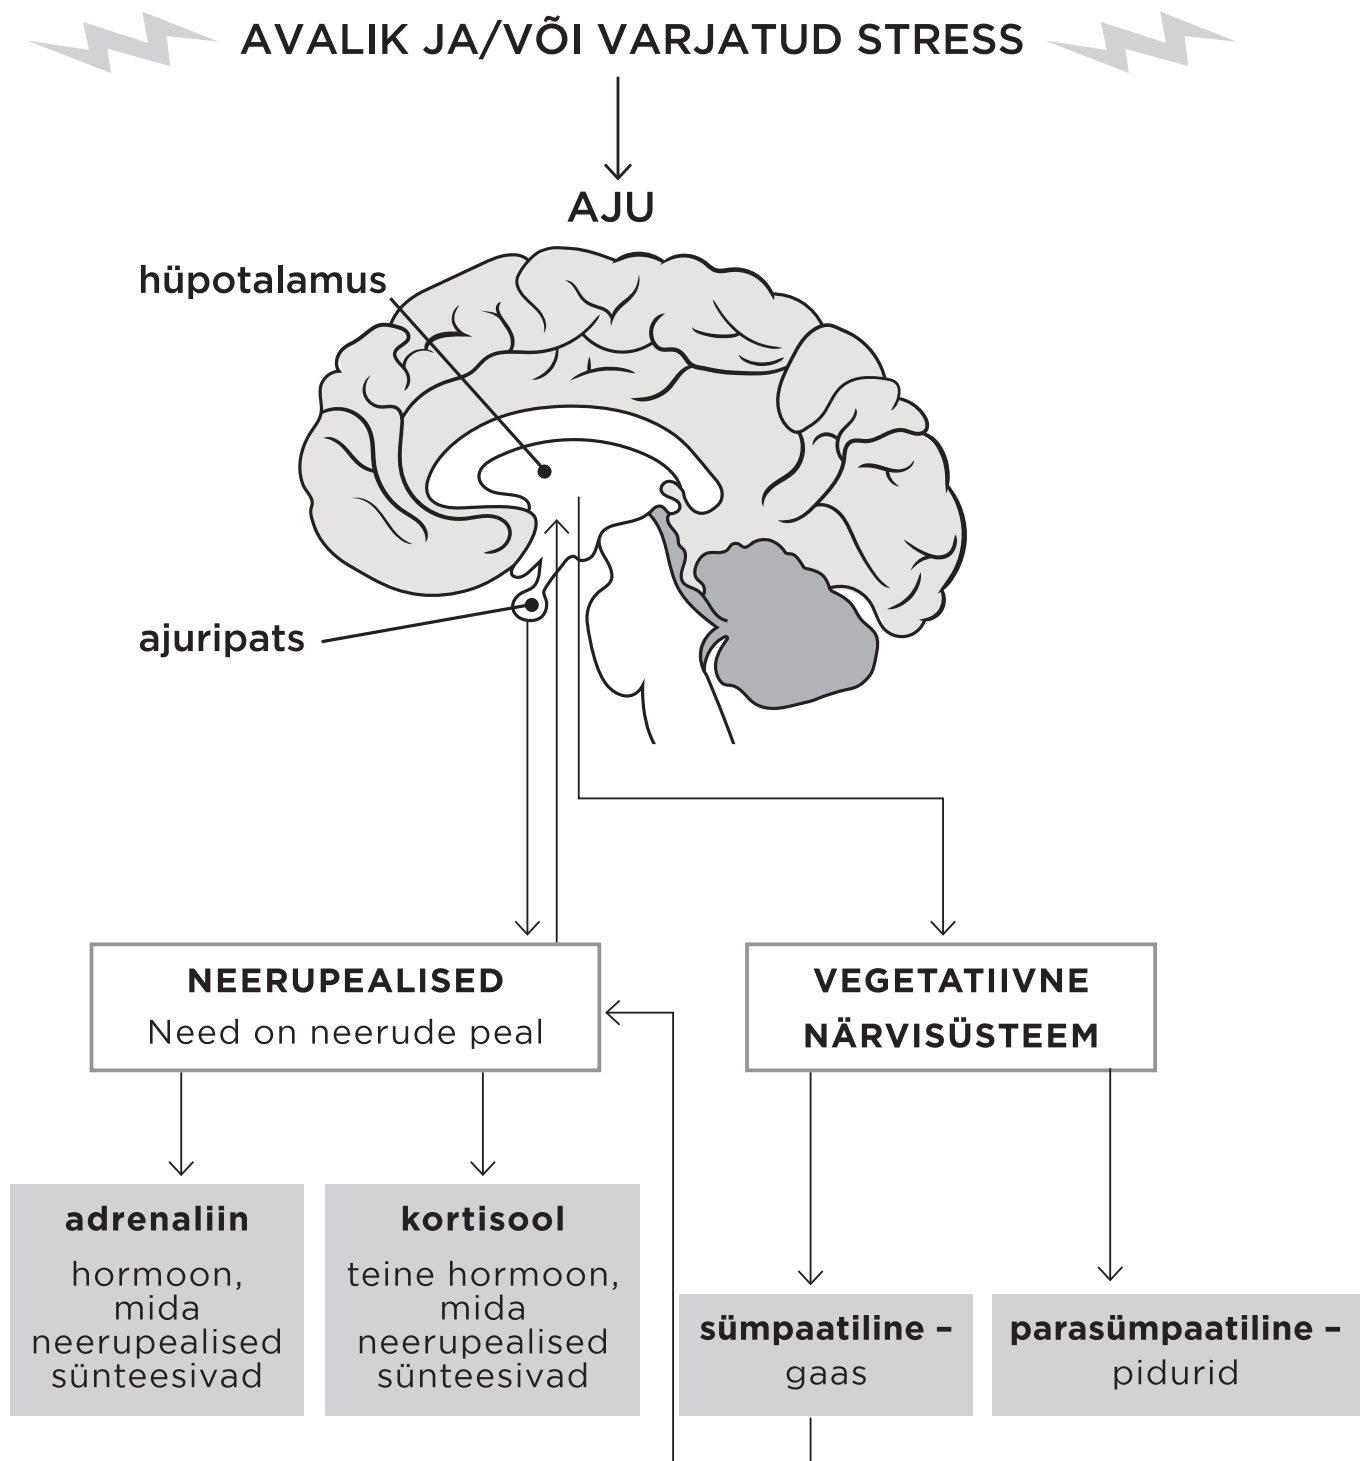 AVALIK JA/VÕI VARJATUD STRESS
AJU
hüpotalamus
ajuripats
NEERUPEALISED
Need on neerude peal
VEGETATIIVNE
NÄRVISÜSTEEM
adrenaliin
hormoon,
mida
neerupealised
sünteesivad
kortisool
teine hormoon,
mida
neerupealised
sünteesivad
sümpaatiline –
gaas
parasümpaatiline –
pidurid